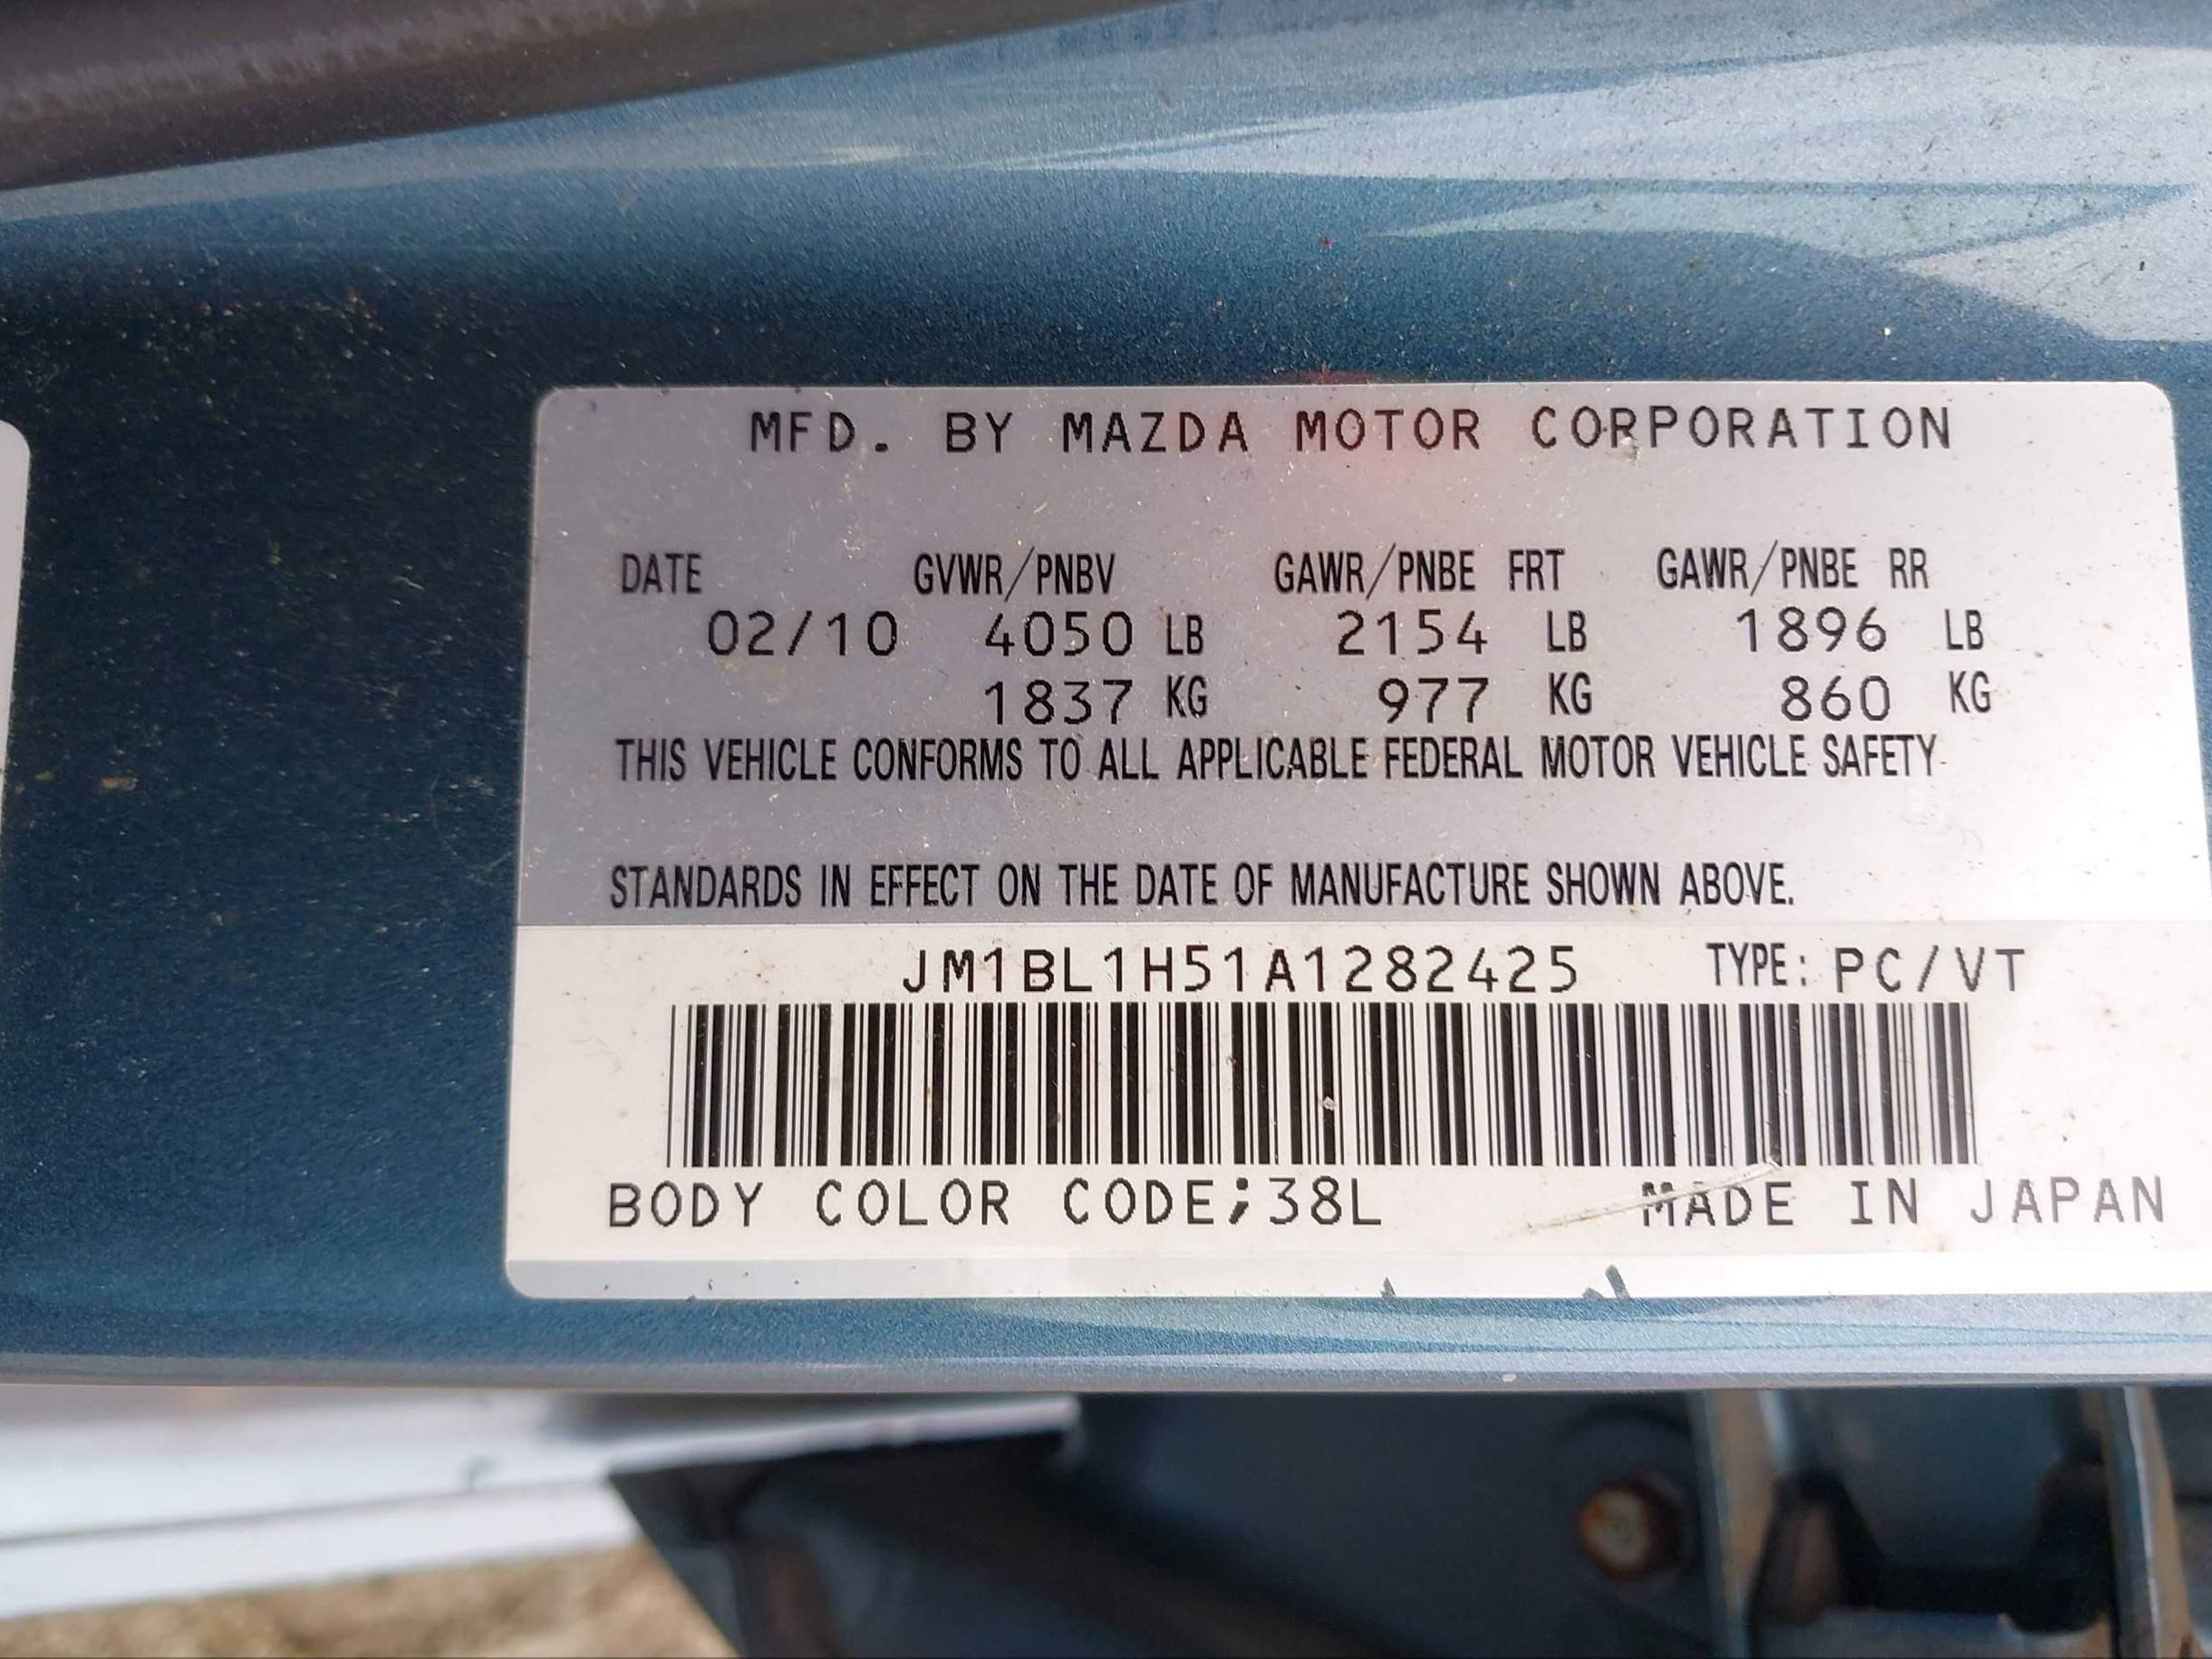 MFD. BY MAZDA MOTOR CORPORATION
DATE GVWR/PNBV GAWR/PNBE FRT GAWR/PNBE RR
02/10 4050 LB 2154 LB 1896 LB
1837 KG 977 KG 860 KG
THIS VEHICLE CONFORMS TO ALL APPLICABLE FEDERAL MOTOR VEHICLE SAFETY
STANDARDS IN EFFECT ON THE DATE OF MANUFACTURE SHOWN ABOVE.
JM1BL1H51A1282425 TYPE: PC/VT
BODY COLOR CODE;38L MADE IN JAPAN